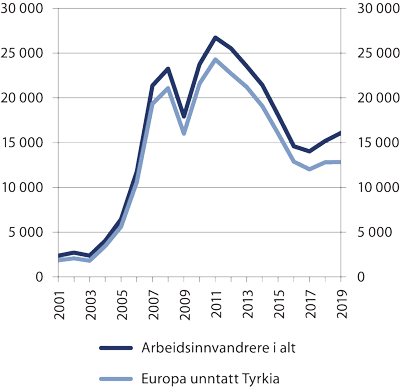 30 000 30 000
25 000 25 000
20 000 20 000
15 000 15 000
10 000 10 000
5 000 5 000
0 0
2001 2003 2005 2007 2009 2011 2013 2015 2017 2019
Arbeidsinnvandrere i alt
Europa unntatt Tyrkia